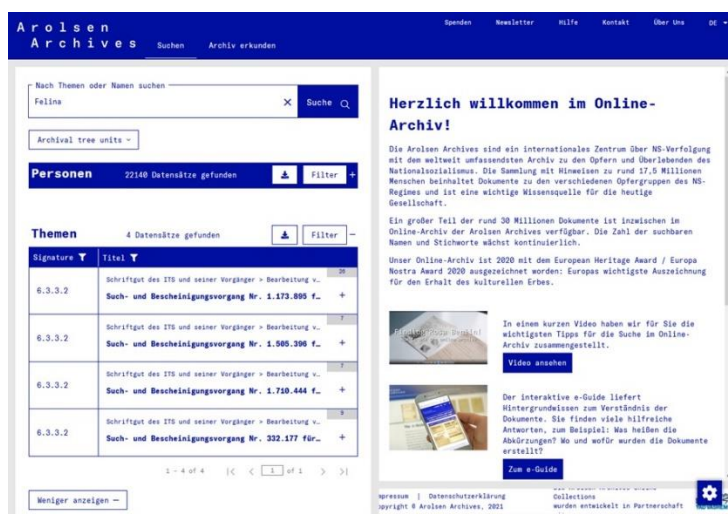 Arolsen
Archives
Suchen
Archiv erkunden
Spenden
Newsletter
Hilfe
Kontakt
Über Uns
DE
Nach Themen oder Namen suchen
Felina
Suche
Archival tree units
Personen
22140 Datensätze gefunden
Filter +
Themen
4 Datensätze gefunden
Filter –
Signature
Titel
26
Schriftgut des ITS und seiner Vorgänger > Bearbeitung v…
6.3.3.2
Such- und Bescheinigungsvorgang Nr. 1.173.895 f… +
7
Schriftgut des ITS und seiner Vorgänger > Bearbeitung v…
6.3.3.2
Such- und Bescheinigungsvorgang Nr. 1.505.396 f… +
7
Schriftgut des ITS und seiner Vorgänger > Bearbeitung v…
6.3.3.2
Such- und Bescheinigungsvorgang Nr. 1.710.444 f… +
Schriftgut des ITS und seiner Vorgänger > Bearbeitung v…
6.3.3.2
Such- und Bescheinigungsvorgang Nr. 332.177 für… +
1 - 4 of 4 |< < 1 of 1 > >|
Weniger anzeigen –
Herzlich willkommen im Online-
Archiv!
Die Arolsen Archives sind ein internationales Zentrum über NS-Verfolgung
mit dem weltweit umfassendsten Archiv zu den Opfern und Überlebenden des
Nationalsozialismus. Die Sammlung mit Hinweisen zu rund 17,5 Millionen
Menschen beinhaltet Dokumente zu den verschiedenen Opfergruppen des NS-
Regimes und ist eine wichtige Wissensquelle für die heutige
Gesellschaft.
Ein großer Teil der rund 30 Millionen Dokumente ist inzwischen im
Online-Archiv der Arolsen Archives verfügbar. Die Zahl der suchbaren
Namen und Stichworte wächst kontinuierlich.
Unser Online-Archiv ist 2020 mit dem European Heritage Award / Europa
Nostra Award 2020 ausgezeichnet worden: Europas wichtigste Auszeichnung
für den Erhalt des kulturellen Erbes.
In einem kurzen Video haben wir für Sie die
wichtigsten Tipps für die Suche im Online-
Archiv zusammengestellt.
Video ansehen
Der interaktive e-Guide liefert
Hintergrundwissen zum Verständnis der
Dokumente. Sie finden viele hilfreiche
Antworten, zum Beispiel: Was heißen die
Abkürzungen? Wo und wofür wurden die Dokumente
erstellt?
Zum e-Guide
mpressum | Datenschutzerklärung
opyright © Arolsen Archives, 2021
Collections
wurden entwickelt in Partnerschaft